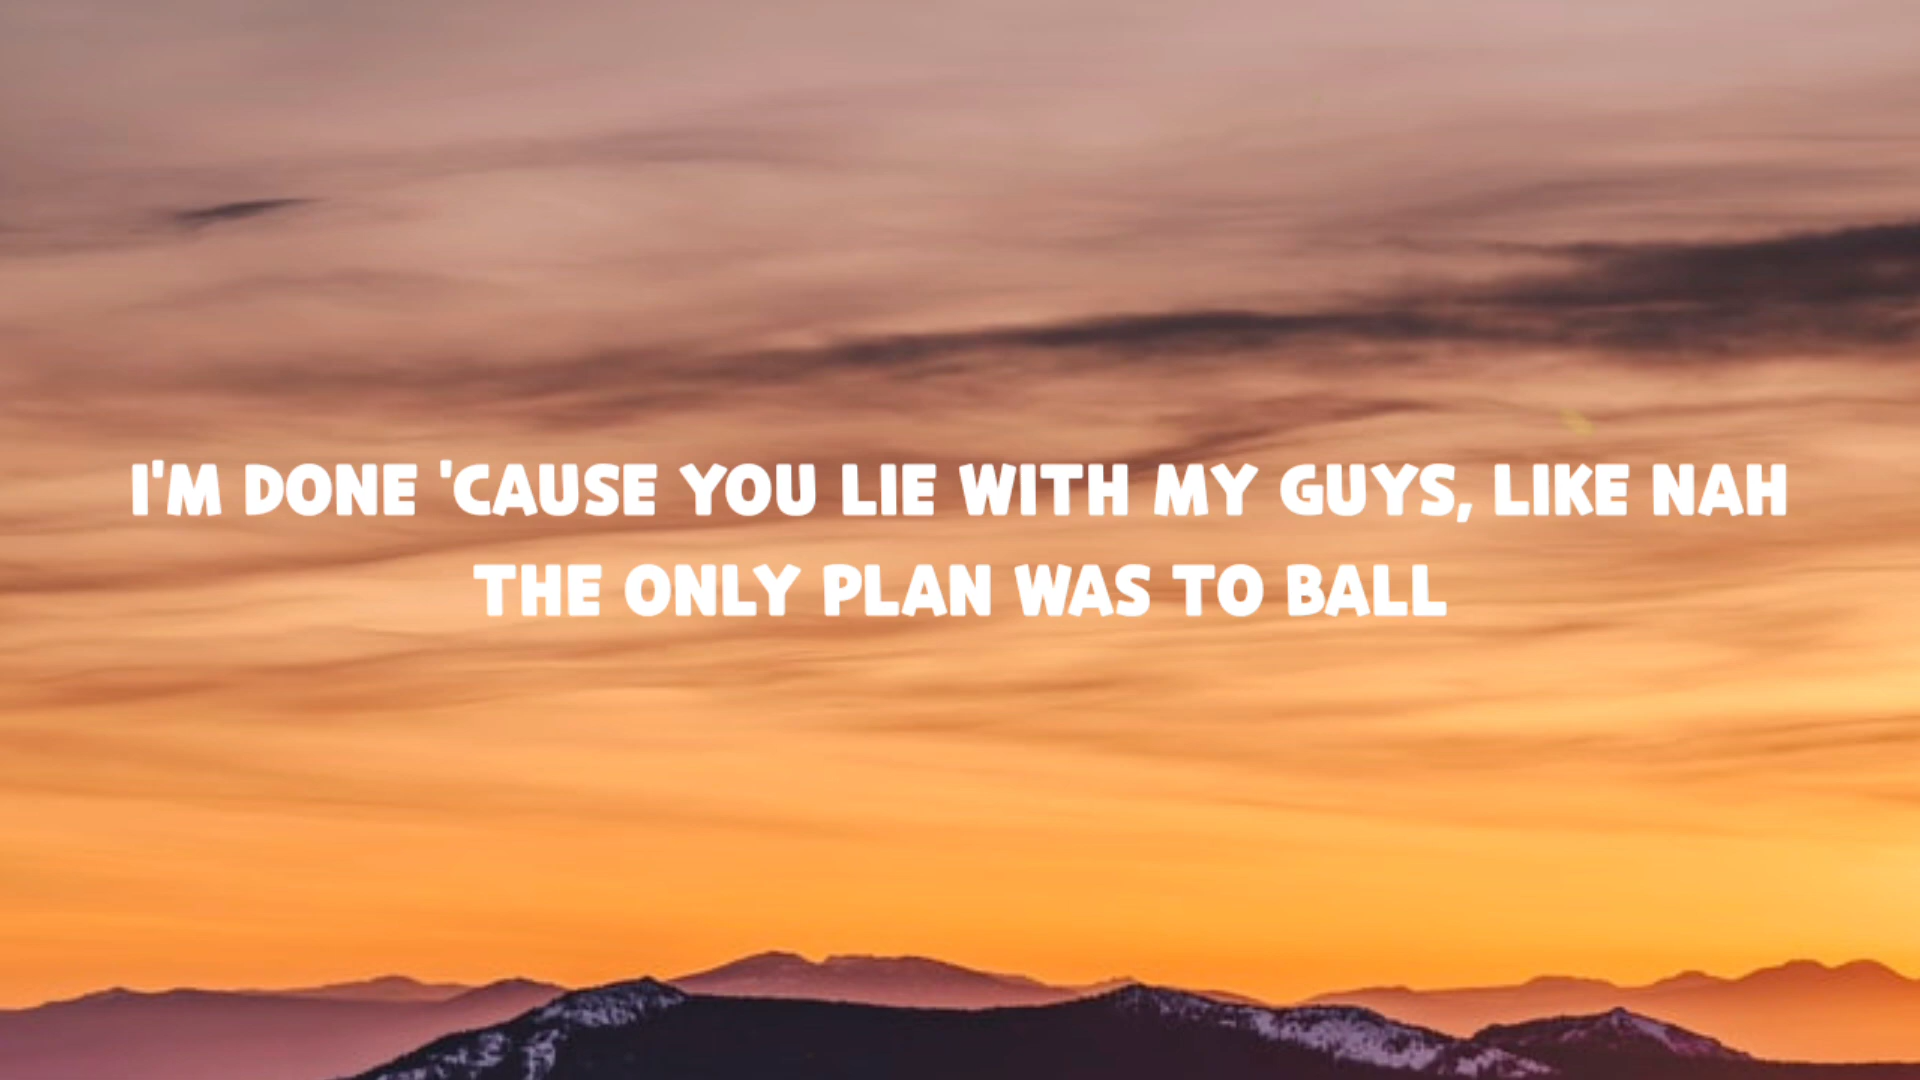 I'M DONE 'CAUSE YOU LIE WITH MY GUYS, LIKE NAH
THE ONLY PLAN WAS TO BALL